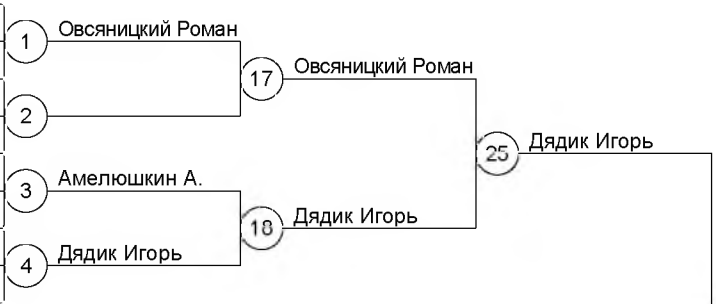 1 Овсяницкий Роман
17 Овсяницкий Роман
2
25 Дядик Игорь
3 Амелюшкин А.
18 Дядик Игорь
4 Дядик Игорь